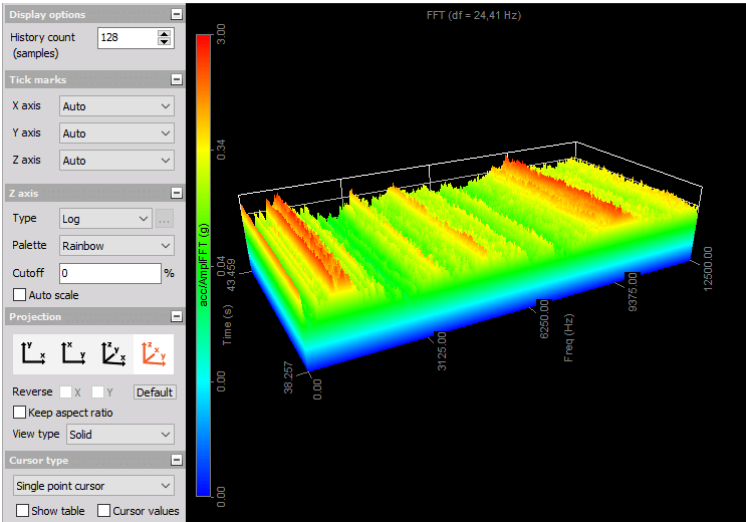 Display options
History count
(samples)
128
Tick marks
X axis Auto
Y axis Auto
Z axis Auto
Z axis
Type Log ...
Palette Rainbow
Cutoff 0 %
Auto scale
Projection
y x
x y
z y x
z x y
Reverse X Y Default
Keep aspect ratio
View type Solid
Cursor type
Single point cursor
Show table Cursor values
FFT (df = 24,41 Hz)
3.00
0.34
0.04
0.00
0.00
acc/AmplFFT (g)
43.459
Time (s)
38.257
0.00
3125.00
6250.00
Freq (Hz)
9375.00
12500.00